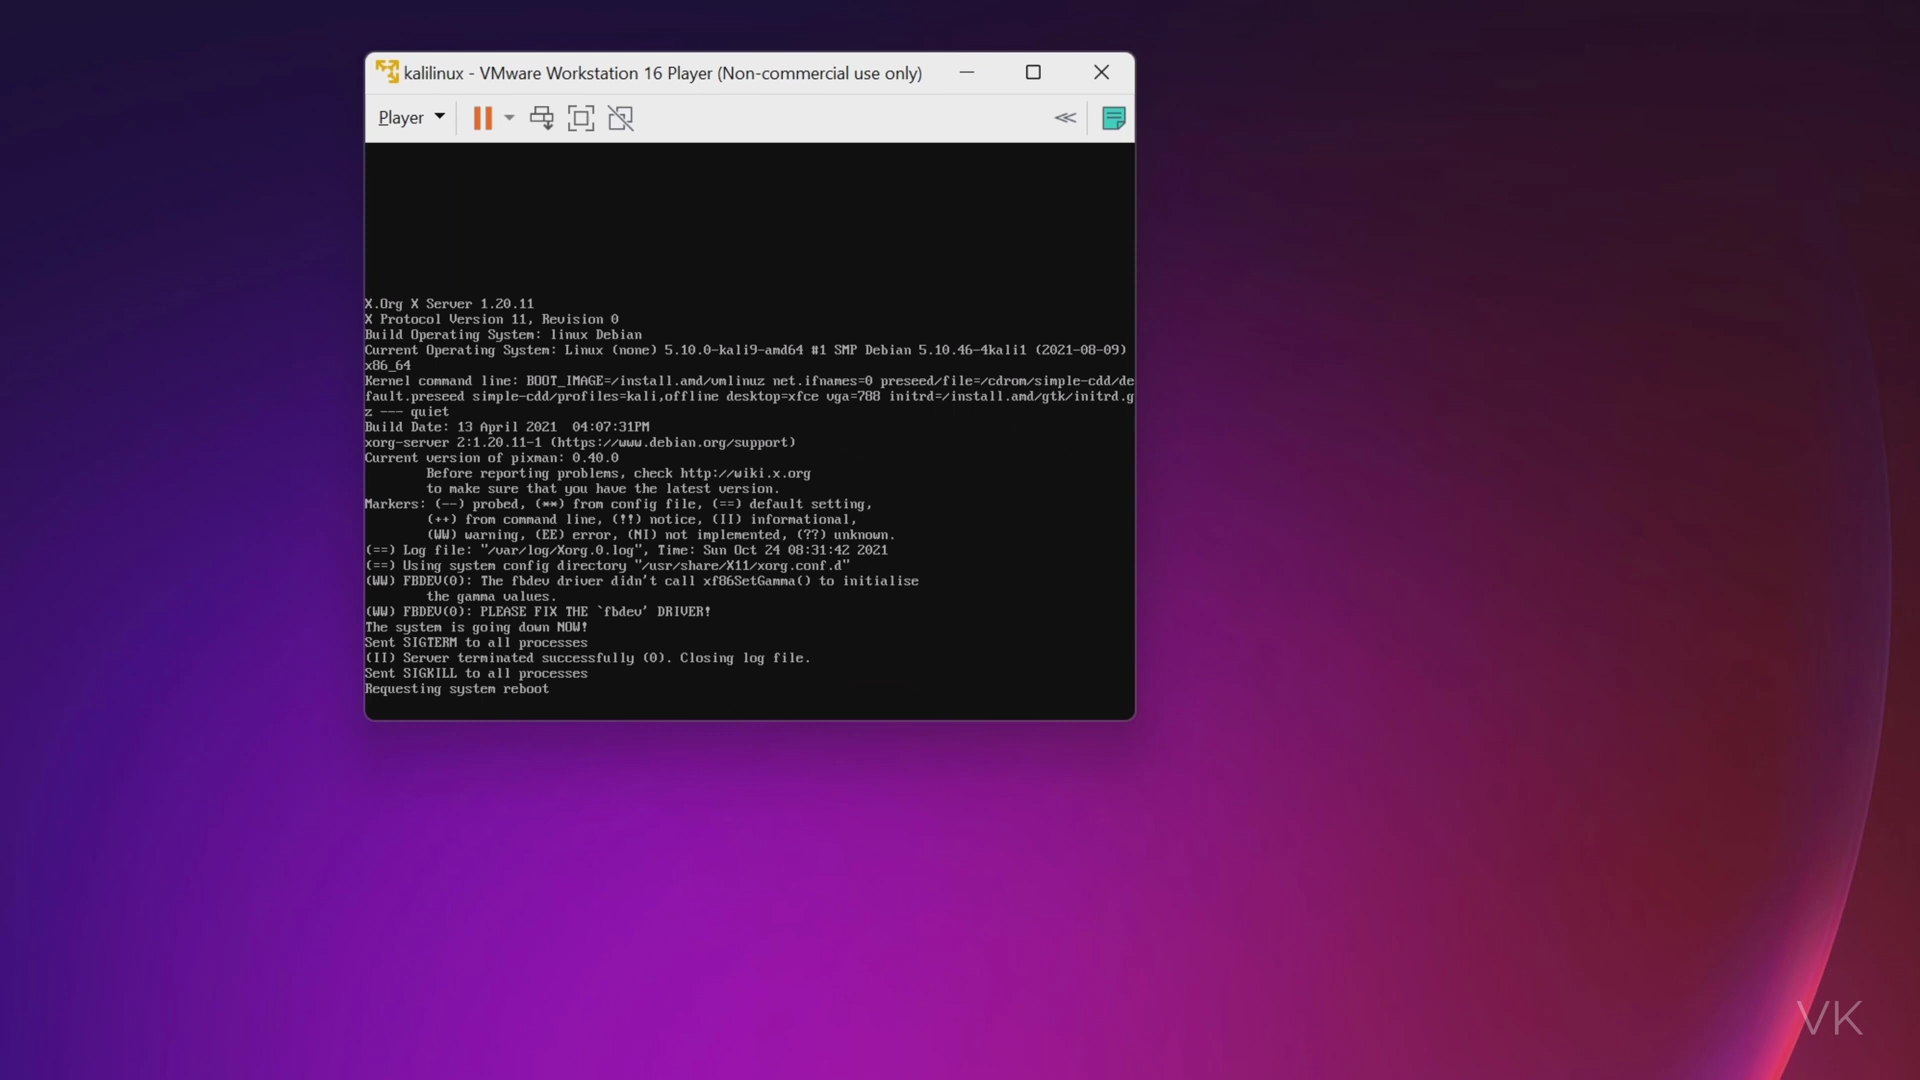 kalilinux - VMware Workstation 16 Player (Non-commercial use only)
Player
X.Org X Server 1.20.11
X Protocol Version 11, Revision 0
Build Operating System: linux Debian
Current Operating System: Linux (none) 5.10.0-kali9-amd64 #1 SMP Debian 5.10.46-4kali1 (2021-08-09)
x86_64
Kernel command line: BOOT_IMAGE=/install.amd/vmlinuz net.ifnames=0 preseed/file=/cdrom/simple-cdd/de
fault.preseed simple-cdd/profiles=kali,offline desktop=xfce vga=788 initrd=/install.amd/gtk/initrd.g
z --- quiet
Build Date: 13 April 2021  04:07:31PM
xorg-server 2:1.20.11-1 (https://www.debian.org/support)
Current version of pixman: 0.40.0
Before reporting problems, check http://wiki.x.org
to make sure that you have the latest version.
Markers: (--) probed, (**) from config file, (==) default setting,
(++) from command line, (!!) notice, (II) informational,
(WW) warning, (EE) error, (NI) not implemented, (??) unknown.
(==) Log file: "/var/log/Xorg.0.log", Time: Sun Oct 24 08:31:42 2021
(==) Using system config directory "/usr/share/X11/xorg.conf.d"
(WW) FBDEV(0): The fbdev driver didn't call xf86SetGamma() to initialise
the gamma values.
(WW) FBDEV(0): PLEASE FIX THE `fbdev' DRIVER!
The system is going down NOW!
Sent SIGTERM to all processes
(II) Server terminated successfully (0). Closing log file.
Sent SIGKILL to all processes
Requesting system reboot
VK